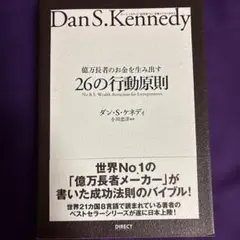 Dan S. Kennedy
億万長者のお金を生み出す
26の行動原則
No B.S. Wealth Attraction for Entrepreneurs
ダン・S・ケネディ
小川忠洋
世界No.1の
「億万長者メーカー」が
書いた成功法則のバイブル!
世界21カ国8言語で読まれている著者の
ベストセラーシリーズが遂に日本上陸!
DIRECT